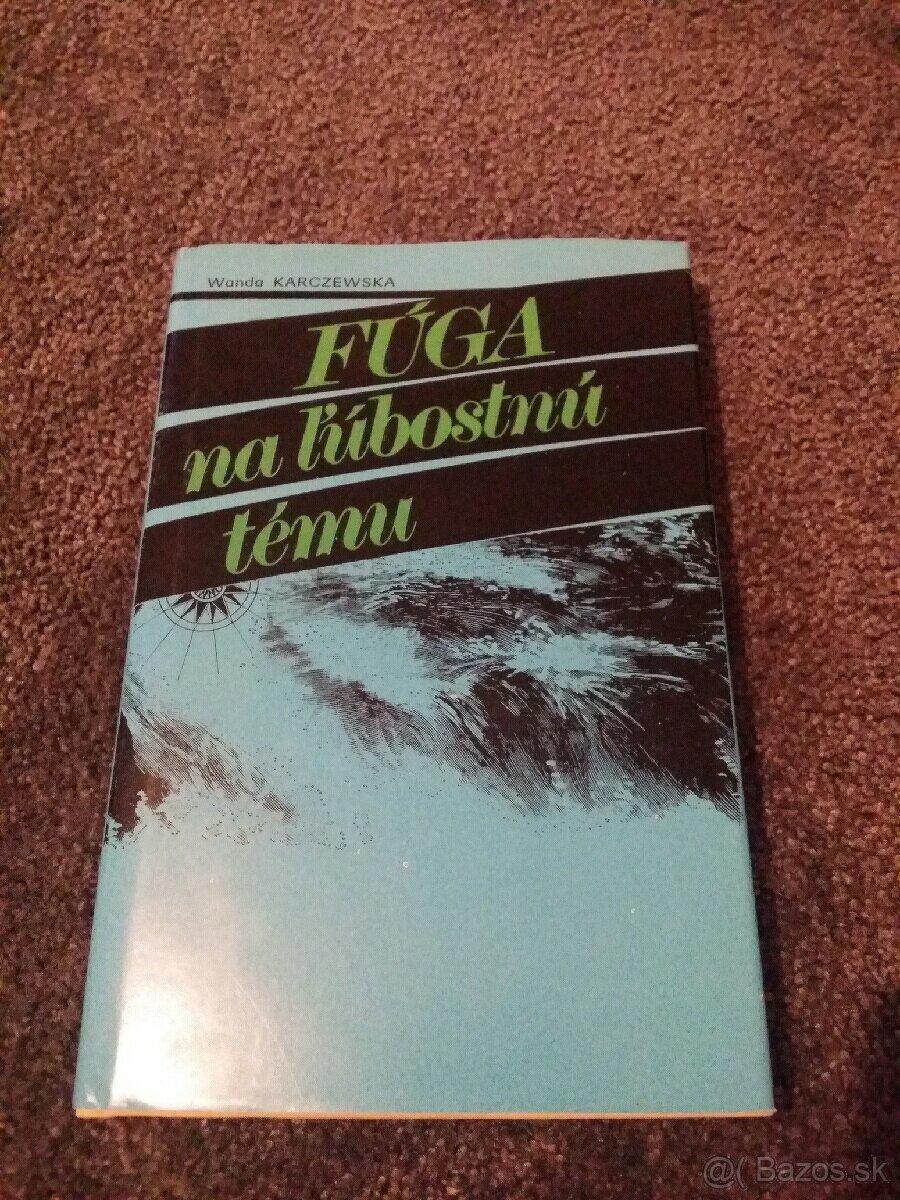 Wanda KARCZEWSKA
FÚGA
na ľúbostnú
tému
@( Bazos.sk